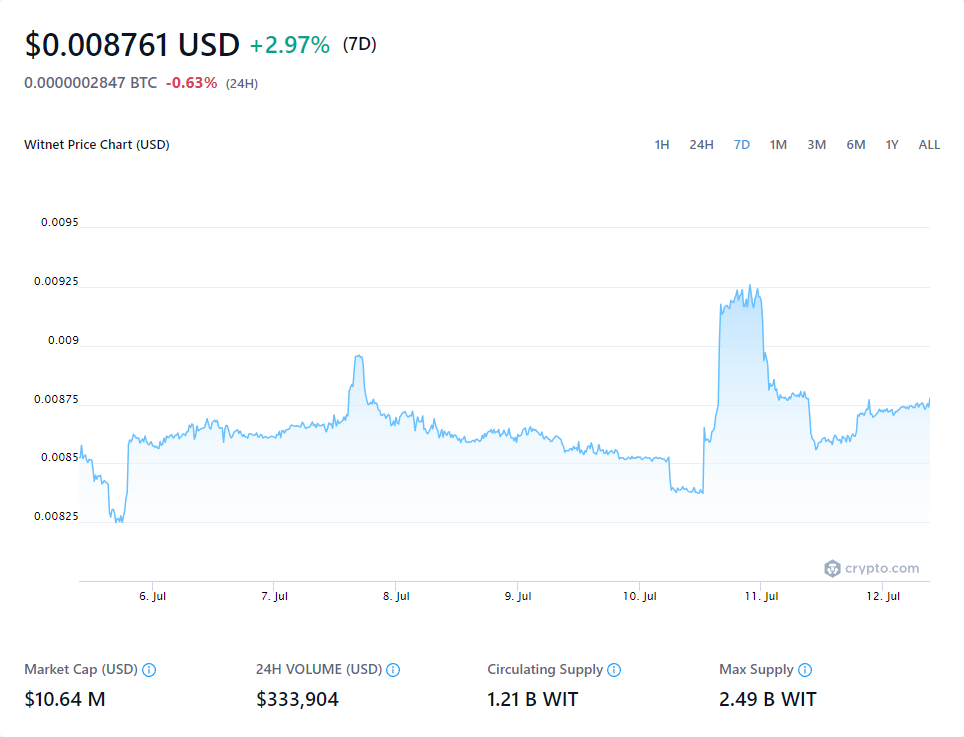 $0.008761 USD +2.97% (7D)
0.0000002847 BTC -0.63% (24H)
Witnet Price Chart (USD)
1H 24H 7D 1M 3M 6M 1Y ALL
0.0095
0.00925
0.009
0.00875
0.0085
0.00825
crypto.com
6. Jul 7. Jul 8. Jul 9. Jul 10. Jul 11. Jul 12. Jul
Market Cap (USD) 24H VOLUME (USD) Circulating Supply Max Supply
$10.64 M $333,904 1.21 B WIT 2.49 B WIT